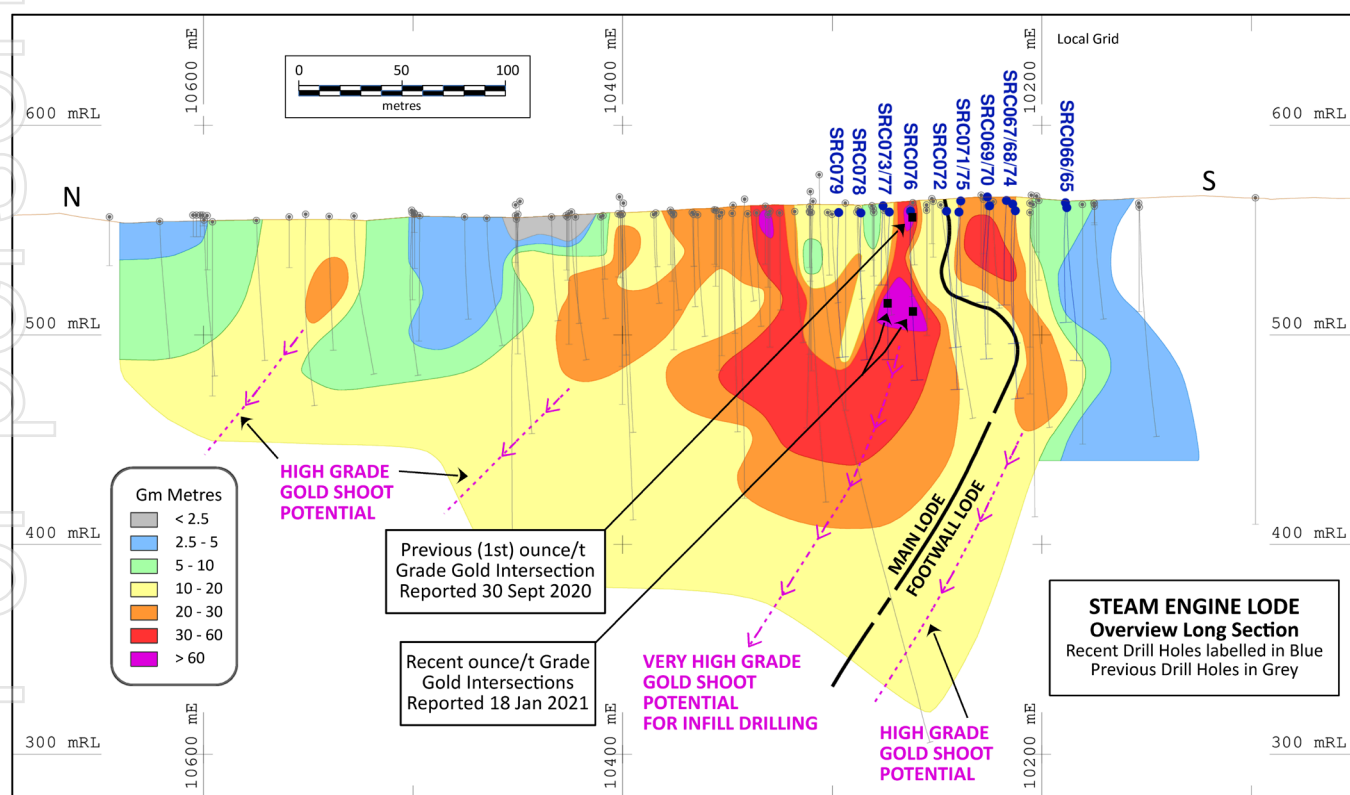 10600 mE
10400 mE
10200 mE
Local Grid
0 50 100
metres
600 mRL
600 mRL
N
S
SRC079
SRC078
SRC073/77
SRC076
SRC072
SRC071/75
SRC069/70
SRC067/68/74
SRC066/65
500 mRL
500 mRL
HIGH GRADE
GOLD SHOOT
POTENTIAL
Gm Metres
< 2.5
2.5 - 5
5 - 10
10 - 20
20 - 30
30 - 60
> 60
400 mRL
400 mRL
Previous (1st) ounce/t
Grade Gold Intersection
Reported 30 Sept 2020
Recent ounce/t Grade
Gold Intersections
Reported 18 Jan 2021
MAIN LODE
FOOTWALL LODE
VERY HIGH GRADE
GOLD SHOOT
POTENTIAL
FOR INFILL DRILLING
HIGH GRADE
GOLD SHOOT
POTENTIAL
STEAM ENGINE LODE
Overview Long Section
Recent Drill Holes labelled in Blue
Previous Drill Holes in Grey
300 mRL
300 mRL
10600 mE
10400 mE
10200 mE